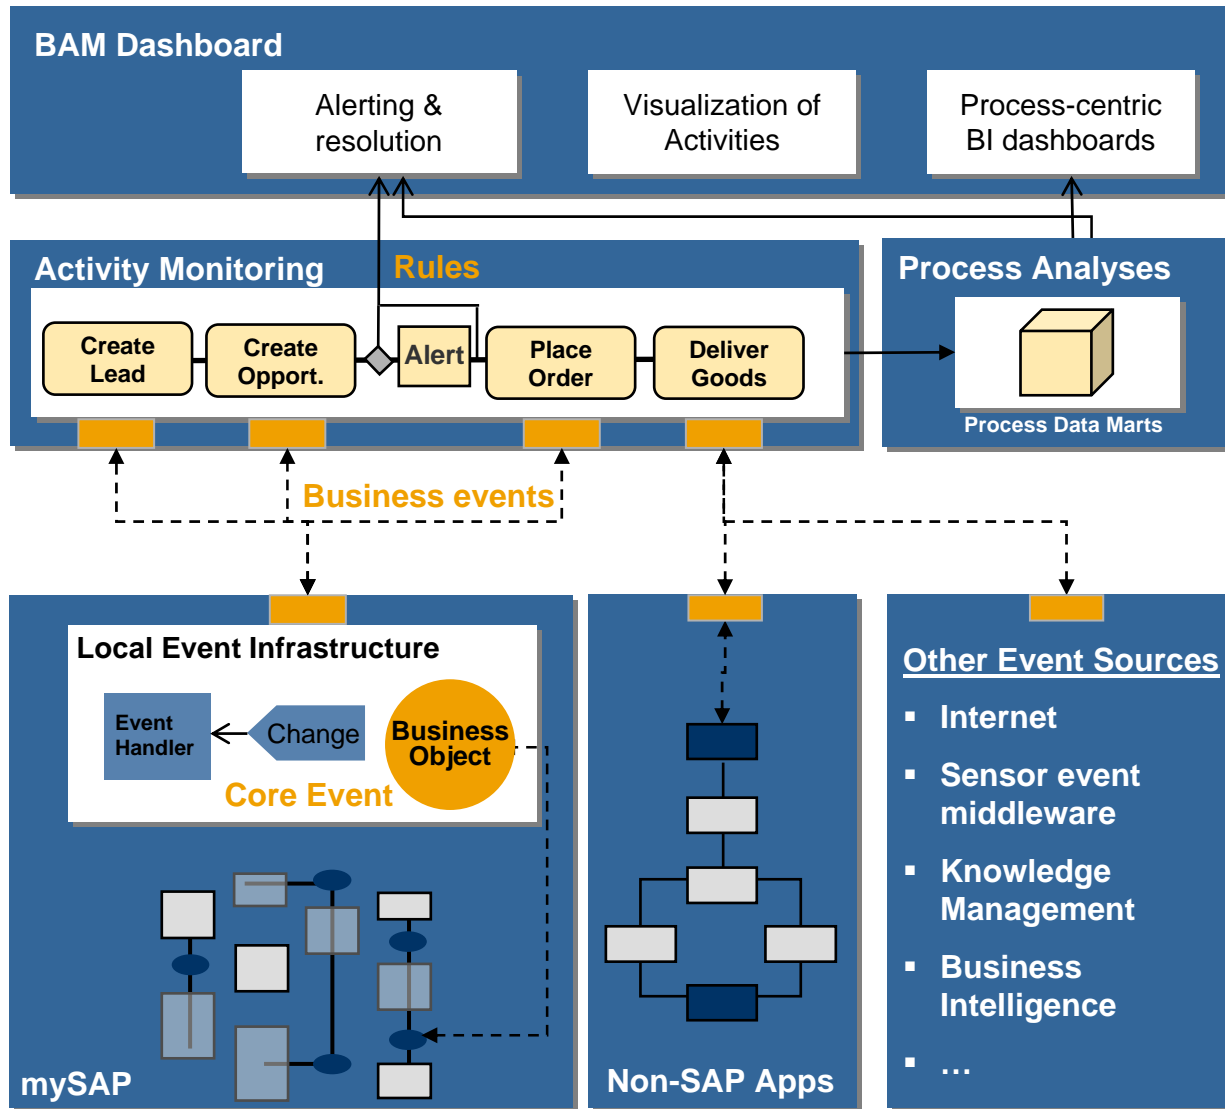 BAM Dashboard
Alerting &
resolution
Visualization of
Activities
Process-centric
BI dashboards
Activity Monitoring
Rules
Create
Lead
Create
Opport.
Alert
Place
Order
Deliver
Goods
Process Analyses
Process Data Marts
Business events
Local Event Infrastructure
Event
Handler
Change
Business
Object
Core Event
mySAP
Non-SAP Apps
Other Event Sources
▪ Internet
▪ Sensor event
middleware
▪ Knowledge
Management
▪ Business
Intelligence
▪ …